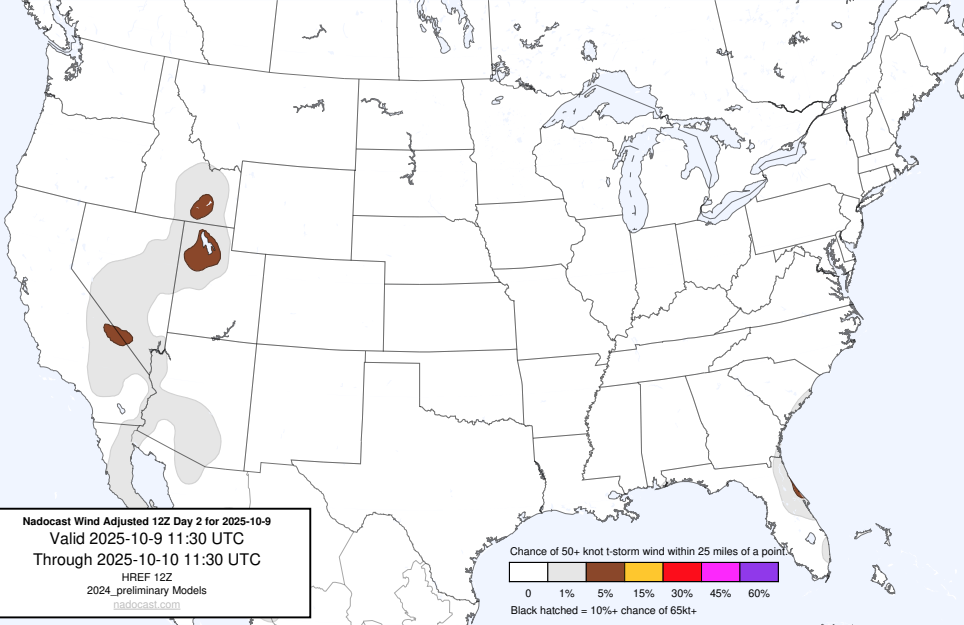 Nadocast Wind Adjusted 12Z Day 2 for 2025-10-9
Valid 2025-10-9 11:30 UTC
Through 2025-10-10 11:30 UTC
HREF 12Z
2024_preliminary Models
nadocast.com
Chance of 50+ knot t-storm wind within 25 miles of a point.
0 1% 5% 15% 30% 45% 60%
Black hatched = 10%+ chance of 65kt+